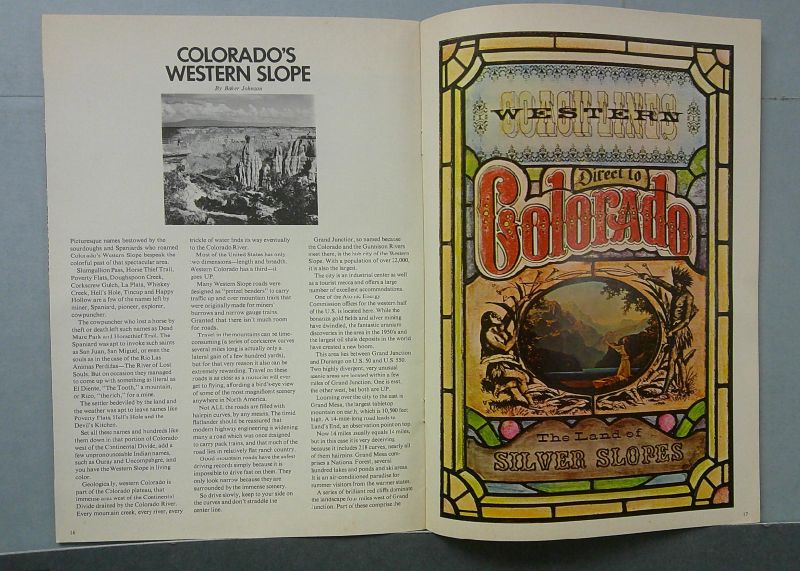 COLORADO'S
WESTERN SLOPE
By Baker Johnson
Picturesque names bestowed by the
sourdoughs and Spaniards who roamed
Colorado's Western Slope bespeak the
colorful past of that spectacular area.
Slumgullion Pass, Horse Thief Trail,
Poverty Flats, Doughspoon Creek,
Corkscrew Gulch, La Plata, Whiskey
Creek, Hell's Hole, Tincup and Happy
Hollow are a few of the names left by
miner, Spaniard, pioneer, explorer,
cowpuncher.
The cowpuncher who lost a horse by
theft or death left such names as Dead
Mare Park and Horsethief Trail. The
Spaniard was apt to invoke such saints
as San Juan, San Miguel, or even the
souls as in the case of the Rio Las
Animas Perdidas—The River of Lost
Souls. But on occasion they managed
to come up with something as literal as
El Diente, "The Tooth," a mountain,
or Rico, "the rich," for a mine.
The settler bedeviled by the land and
the weather was apt to leave names like
Poverty Flats, Hell's Hole and the
Devil's Kitchen.
Set all these names and hundreds like
them down in that portion of Colorado
west of the Continental Divide, add a
few unpronounceable Indian names,
such as Ouray and Uncompahgre, and
you have the Western Slope in living
color.
Geologically, western Colorado is
part of the Colorado plateau, that
immense area west of the Continental
Divide drained by the Colorado River.
Every mountain creek, every river, every
16
trickle of water finds its way eventually
to the Colorado River.
Most of the United States has only
two dimensions—length and breadth.
Western Colorado has a third—it
goes UP.
Many Western Slope roads were
designed as "pretzel benders" to carry
traffic up and over mountain trails that
were originally made for miners
burrows and narrow gauge trains.
Granted that there isn't much room
for roads.
Travel in the mountains can be time-
consuming (a series of corkscrew curves
several miles long is actually only a
lateral gain of a few hundred yards),
but for that very reason it also can be
extremely rewarding. Travel on these
roads is as close as a motorist will ever
get to flying, affording a bird's-eye view
of some of the most magnificent scenery
anywhere in North America.
Not ALL the roads are filled with
hairpin curves, by any means. The timid
flatlander should be reassured that
modern highway engineering is widening
many a road which was once designed
to carry pack trains, and that much of the
road lies in relatively flat ranch country.
Good mountain roads have the safest
driving records simply because it is
impossible to drive fast on them. They
only look narrow because they are
surrounded by the immense scenery.
So drive slowly, keep to your side on
the curves and don't straddle the
center line.
Grand Junction, so named because
the Colorado and the Gunnison Rivers
meet there, is the hub city of the Western
Slope. With a population of over 22,000,
it is also the largest.
The city is an industrial center as well
as a tourist mecca and offers a large
number of excellent accommodations.
One of the Atomic Energy
Commission offices for the western half
of the U.S. is located here. While the
bonanza gold fields and silver mining
have dwindled, the fantastic uranium
discoveries in the area in the 1950's and
the largest oil shale deposits in the world
have created a new boom.
This area lies between Grand Junction
and Durango on U.S. 50 and U.S. 550.
Two highly divergent, very unusual
scenic areas are located within a few
miles of Grand Junction. One is east,
the other west, but both are UP.
Looming over the city to the east is
Grand Mesa, the largest tabletop
mountain on earth, which is 10,500 feet
high. A 14-mile-long road leads to
Land's End, an observation point on top.
Now 14 miles usually equals 14 miles,
but in this case it is very deceiving
because it includes 218 curves, nearly all
of them hairpins. Grand Mesa com-
prises a National Forest, several
hundred lakes and ponds and ski areas.
It is an air-conditioned paradise for
summer visitors from the warmer states.
A series of brilliant red cliffs dominate
the landscape four miles west of Grand
Junction. Part of these comprise the
COACH LINES
WESTERN
Direct to
Colorado
The Land of
SILVER SLOPES
17